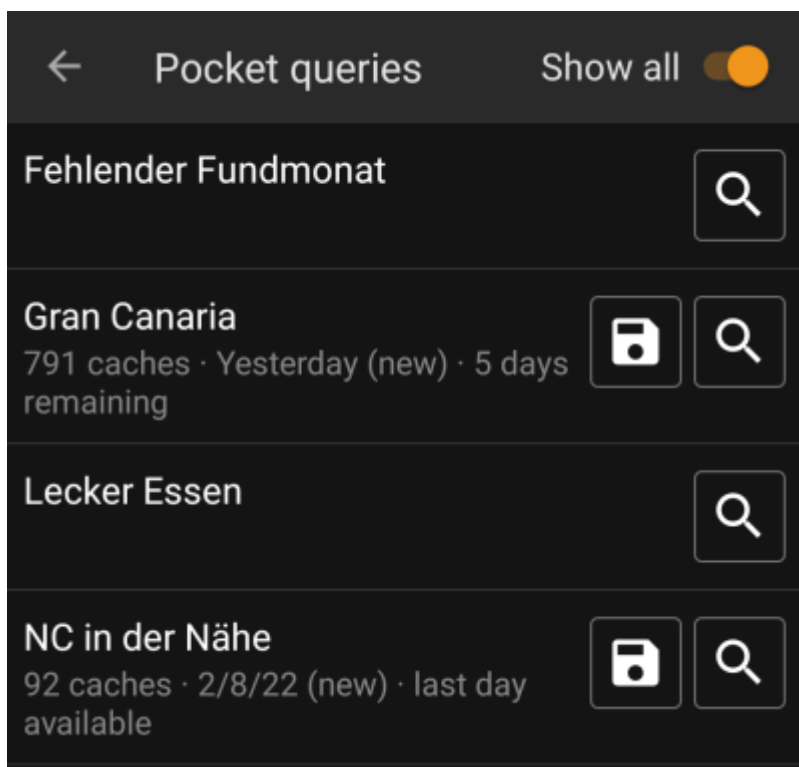 Pocket queries Show all
Fehlender Fundmonat
Gran Canaria
791 caches · Yesterday (new) · 5 days
remaining
Lecker Essen
NC in der Nähe
92 caches · 2/8/22 (new) · last day
available